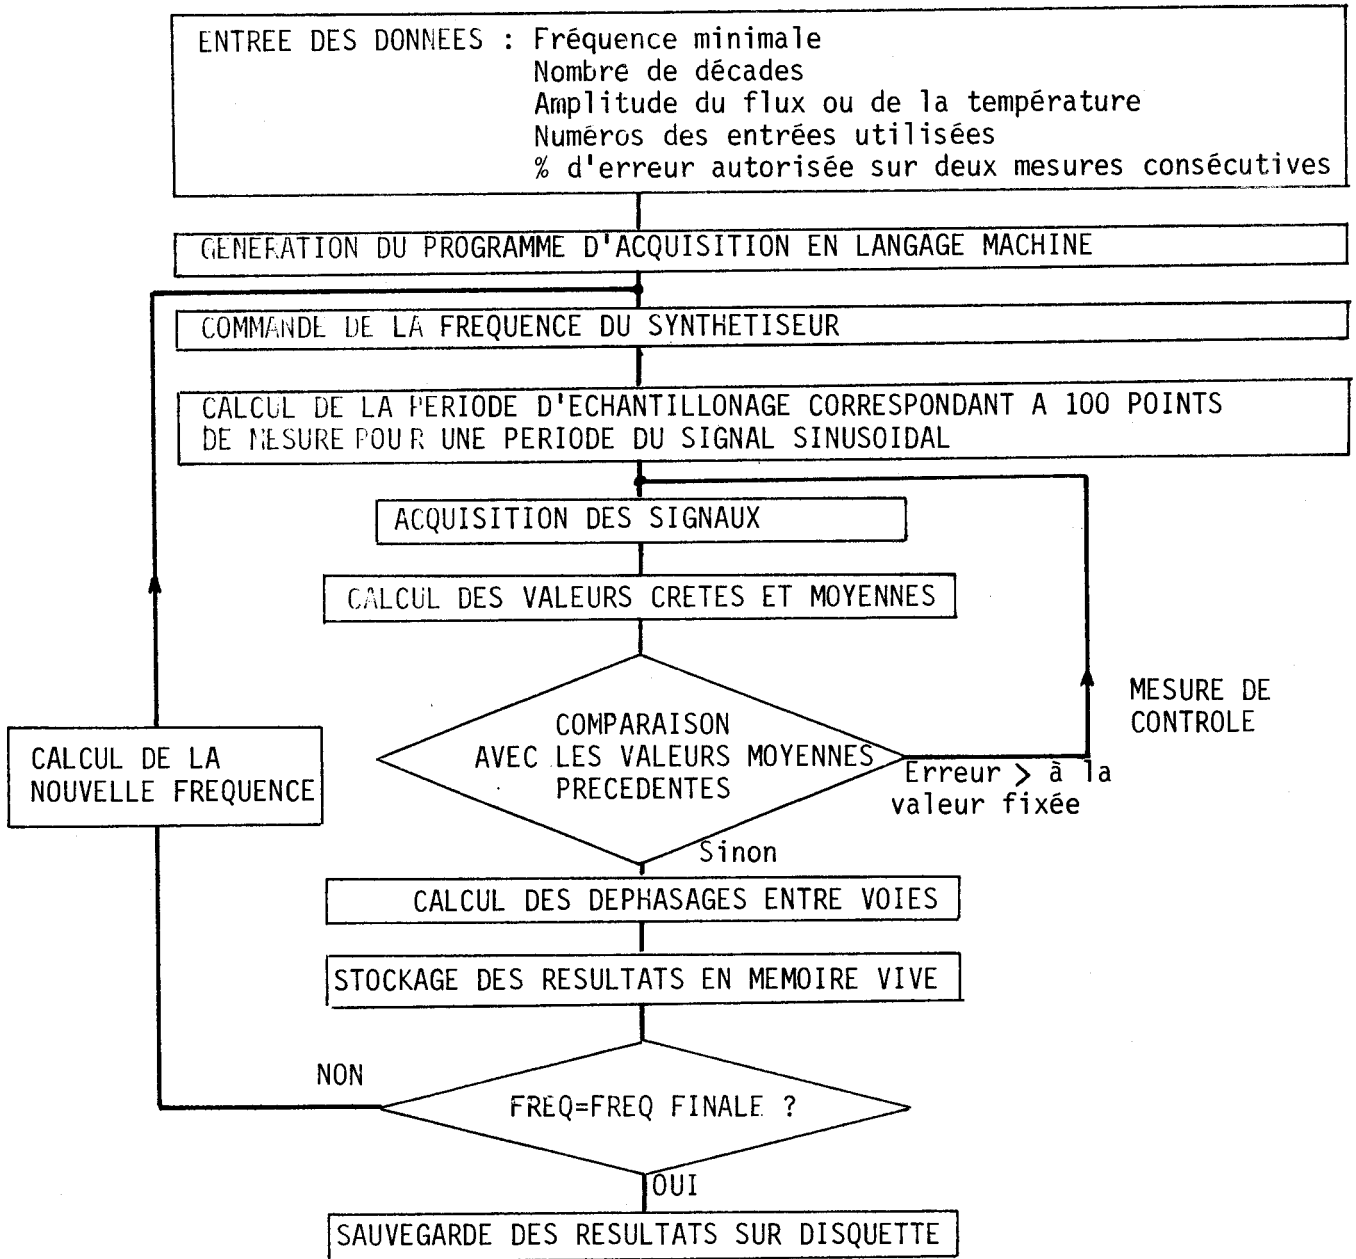 ENTREE DES DONNEES : Fréquence minimale
Nombre de décades
Amplitude du flux ou de la température
Numéros des entrées utilisées
% d'erreur autorisée sur deux mesures consécutives
GENERATION DU PROGRAMME D'ACQUISITION EN LANGAGE MACHINE
COMMANDE DE LA FREQUENCE DU SYNTHETISEUR
CALCUL DE LA PERIODE D'ECHANTILLONAGE CORRESPONDANT A 100 POINTS
DE MESURE POUR UNE PERIODE DU SIGNAL SINUSOIDAL
ACQUISITION DES SIGNAUX
CALCUL DES VALEURS CRETES ET MOYENNES
MESURE DE
CONTROLE
COMPARAISON
AVEC LES VALEURS MOYENNES
PRECEDENTES
CALCUL DE LA
NOUVELLE FREQUENCE
Erreur > à la
valeur fixée
Sinon
CALCUL DES DEPHASAGES ENTRE VOIES
STOCKAGE DES RESULTATS EN MEMOIRE VIVE
NON
FREQ=FREQ FINALE ?
OUI
SAUVEGARDE DES RESULTATS SUR DISQUETTE